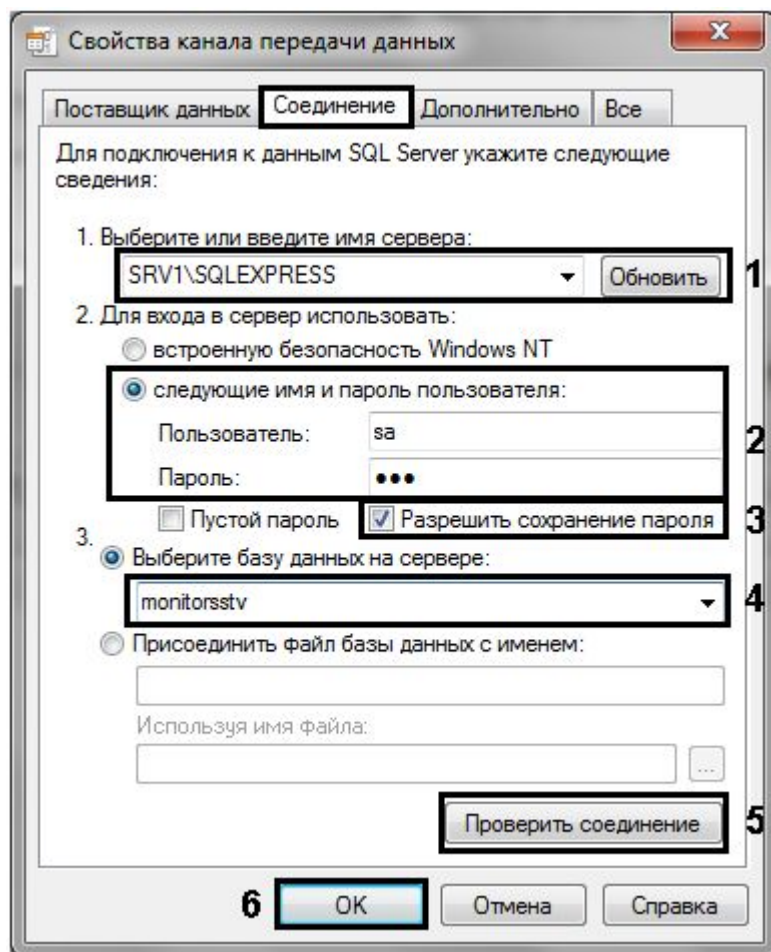 Свойства канала передачи данных
Поставщик данных Соединение Дополнительно Все
Для подключения к данным SQL Server укажите следующие
сведения:
1. Выберите или введите имя сервера:
SRV1\SQLEXPRESS Обновить 1
2. Для входа в сервер использовать:
встроенную безопасность Windows NT
следующие имя и пароль пользователя:
Пользователь: sa
2
Пароль: •••
Пустой пароль Разрешить сохранение пароля 3
3.
Выберите базу данных на сервере:
monitorsstv 4
Присоединить файл базы данных с именем:
Используя имя файла:
...
Проверить соединение 5
6 OK Отмена Справка